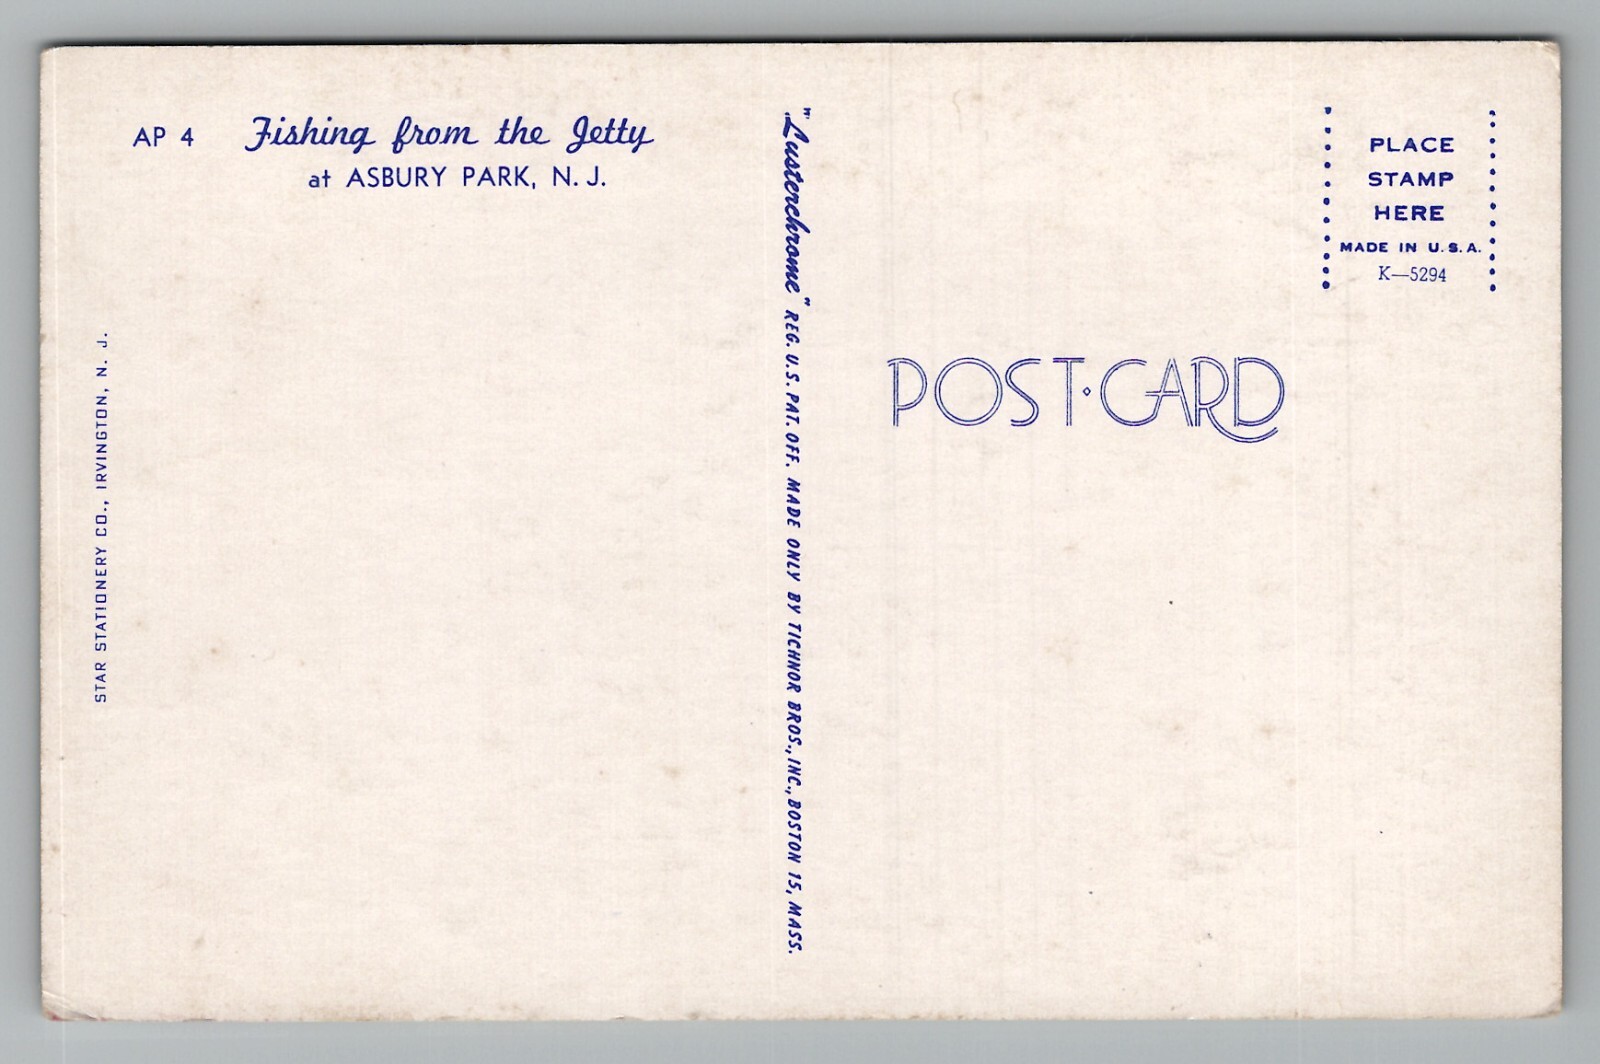 AP 4 Fishing from the Jetty
at ASBURY PARK, N. J.
STAR STATIONERY CO., IRVINGTON, N. J.
"Lusterchrome" REG. U.S. PAT. OFF. MADE ONLY BY TICHNOR BROS., INC., BOSTON 15, MASS.
PLACE
STAMP
HERE
MADE IN U.S.A.
K—5294
POST·CARD